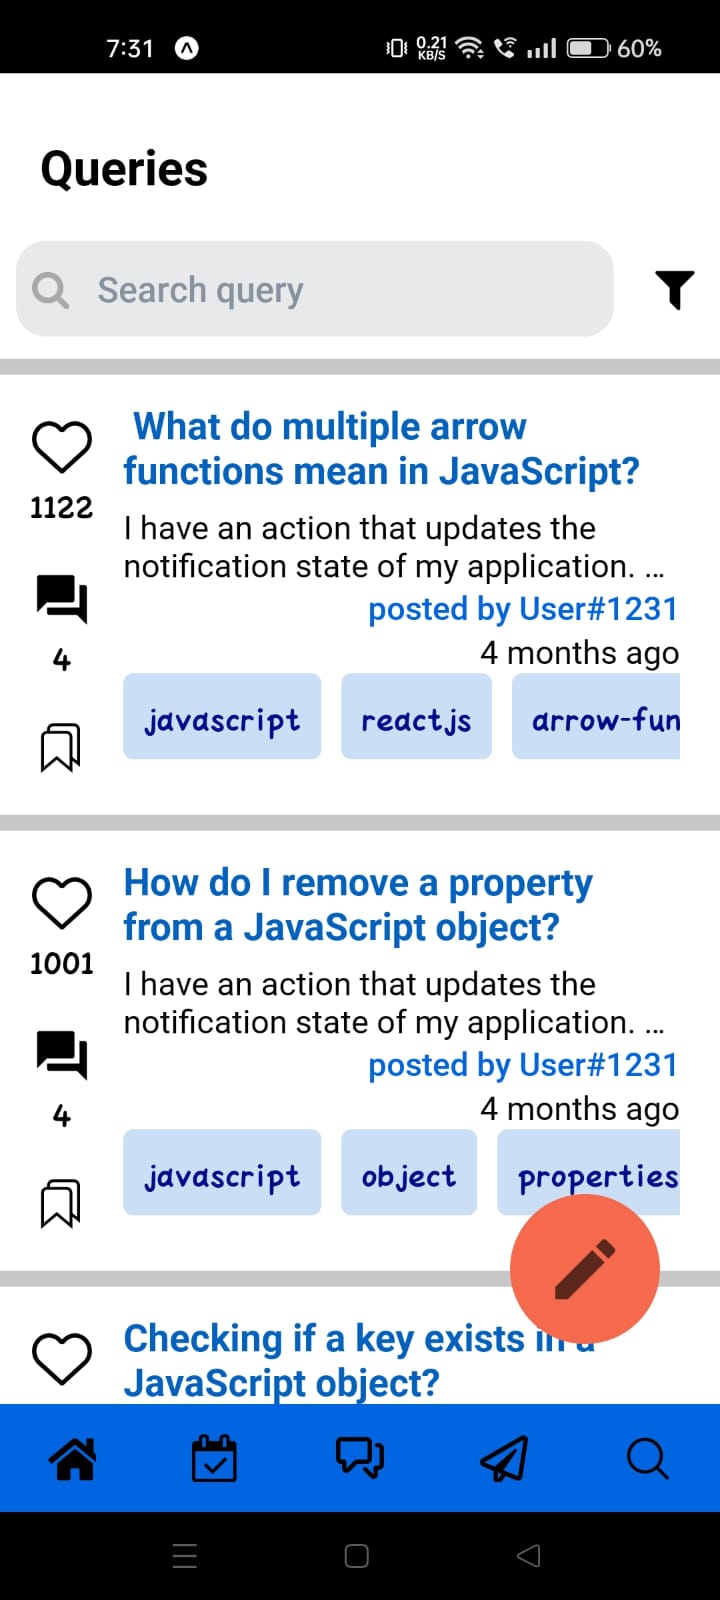 7:31
0.21
KB/S
60%
Queries
Search query
What do multiple arrow
functions mean in JavaScript?
1122
I have an action that updates the
notification state of my application. ...
posted by User#1231
4
4 months ago
javascript
reactjs
arrow-fun
How do I remove a property
from a JavaScript object?
1001
I have an action that updates the
notification state of my application. ...
posted by User#1231
4
4 months ago
javascript
object
properties
Checking if a key exists in a
JavaScript object?